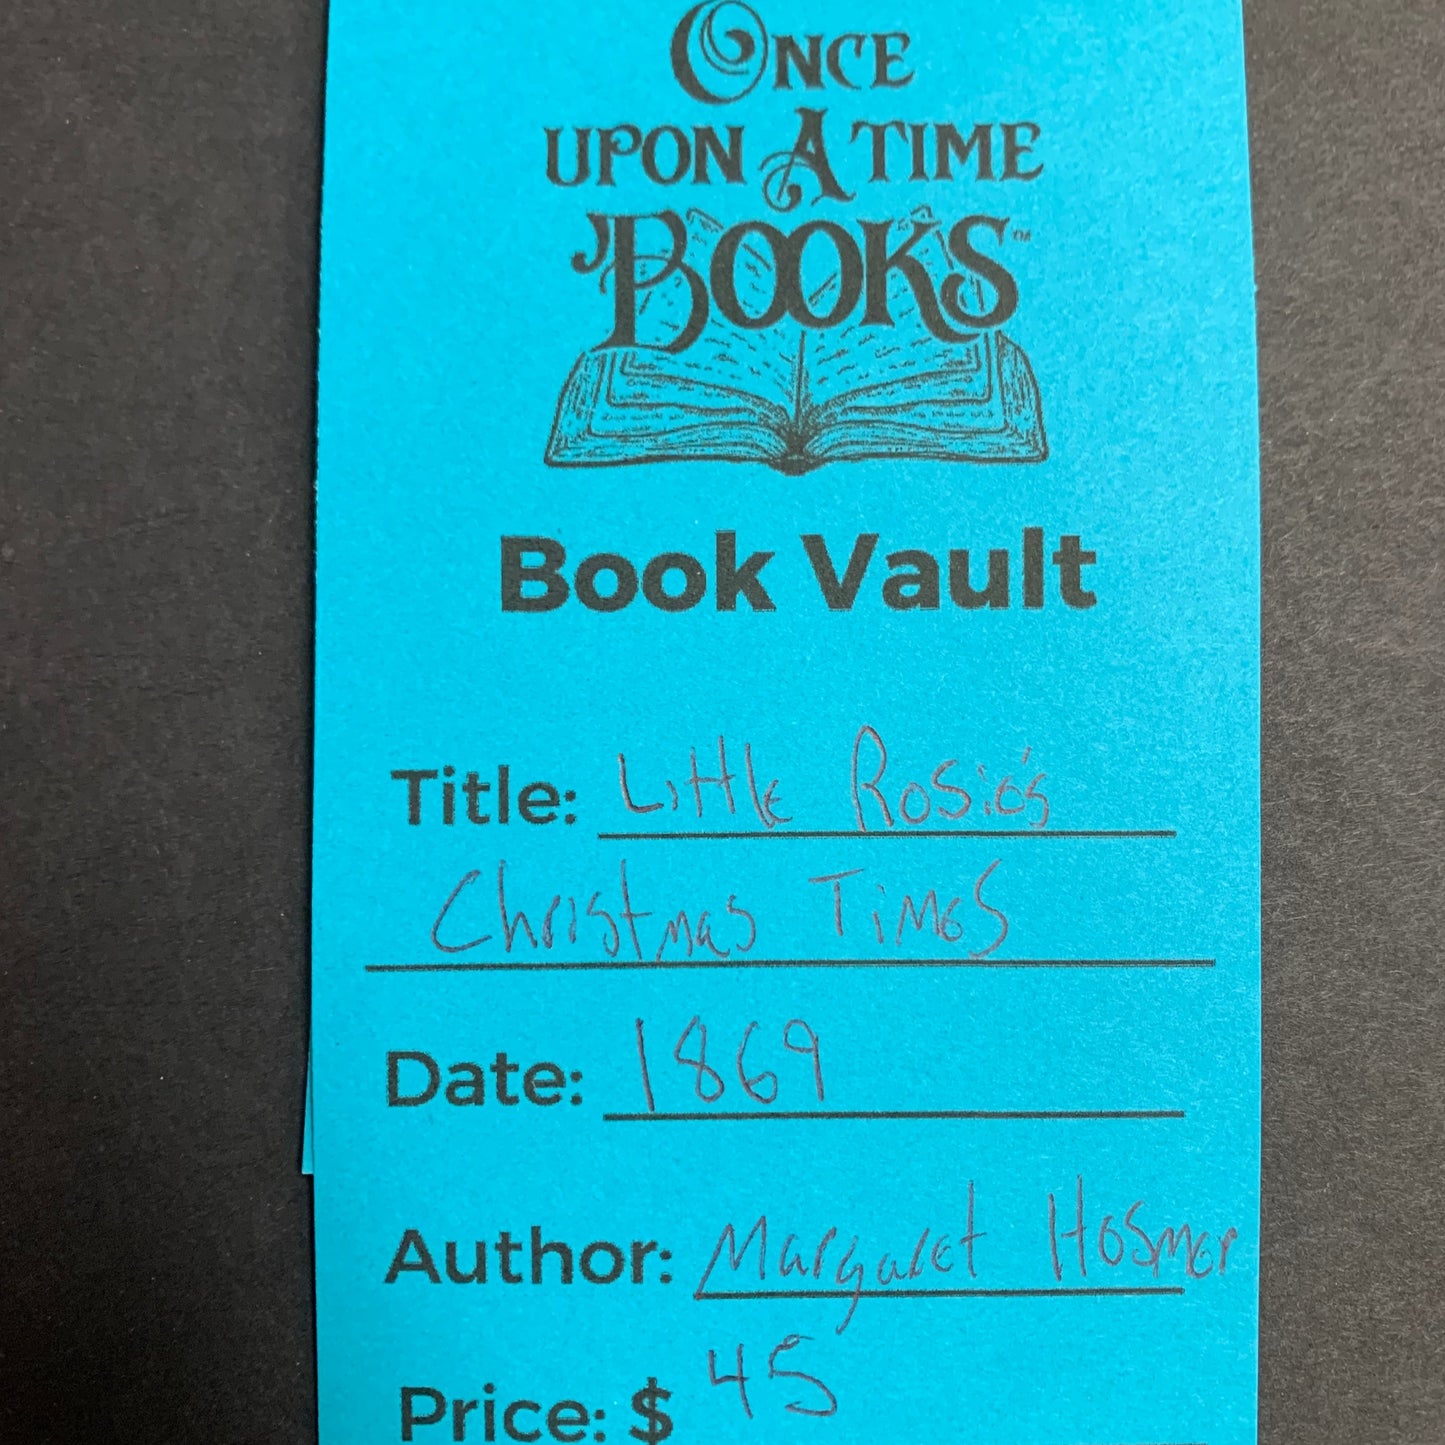 ONCE
UPON A TIME
BOOKS
Book Vault
Title: Little Rosie's
Christmas Times
Date: 1869
Author: Margaret Hosmer
Price: $ 45